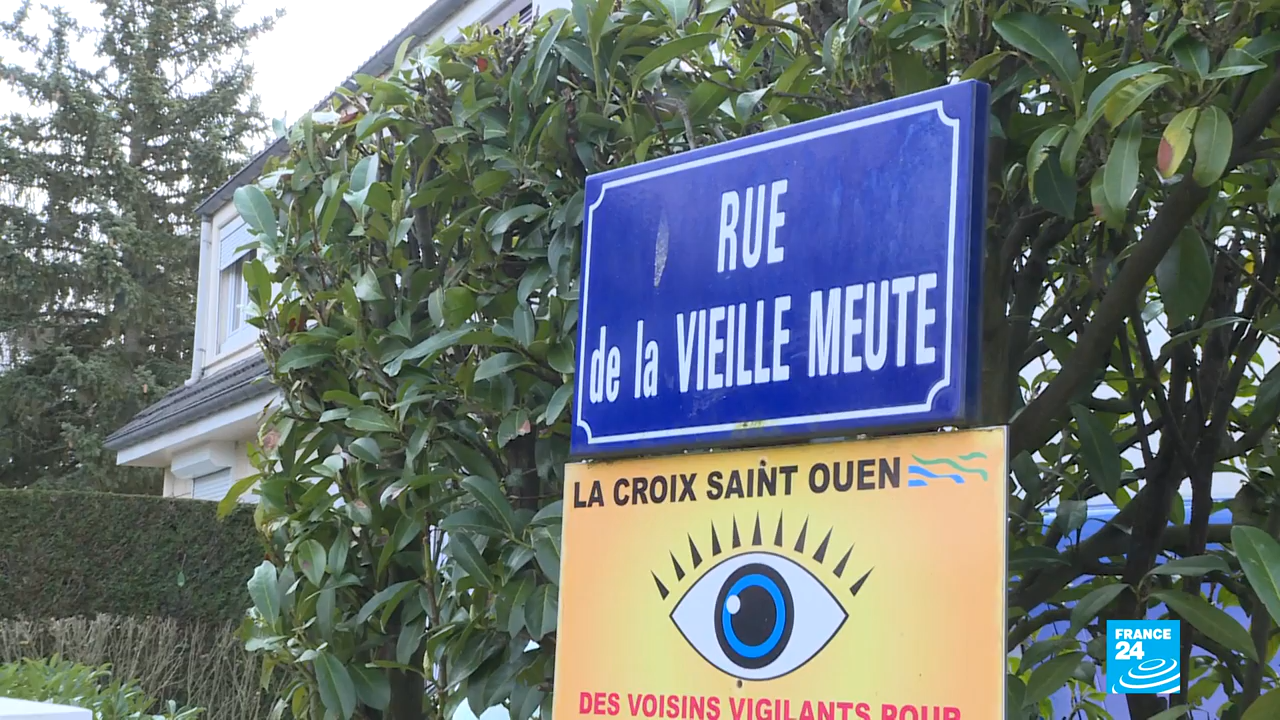 RUE
de la VIEILLE MEUTE
LA CROIX SAINT OUEN
DES VOISINS VIGILANTS POUR
FRANCE
24